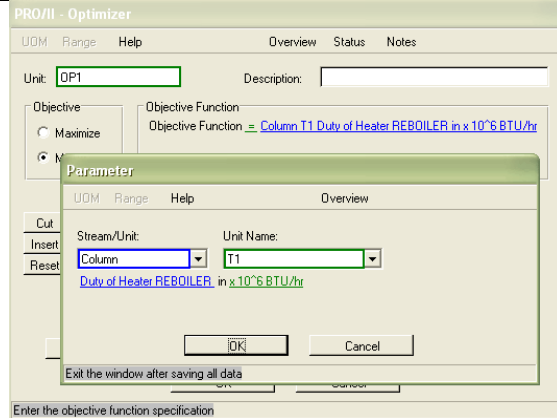 PRO/II - Optimizer
UOM Range Help Overview Status Notes
Unit: OP1 Description:
Objective Objective Function
Maximize Objective Function = Column T1 Duty of Heater REBOILER in x 10^6 BTU/hr
Parameter
UOM Range Help Overview
Cut
Stream/Unit: Unit Name:
Insert
Column T1
Reset
Duty of Heater REBOILER in x 10^6 BTU/hr
OK Cancel
Exit the window after saving all data
Enter the objective function specification